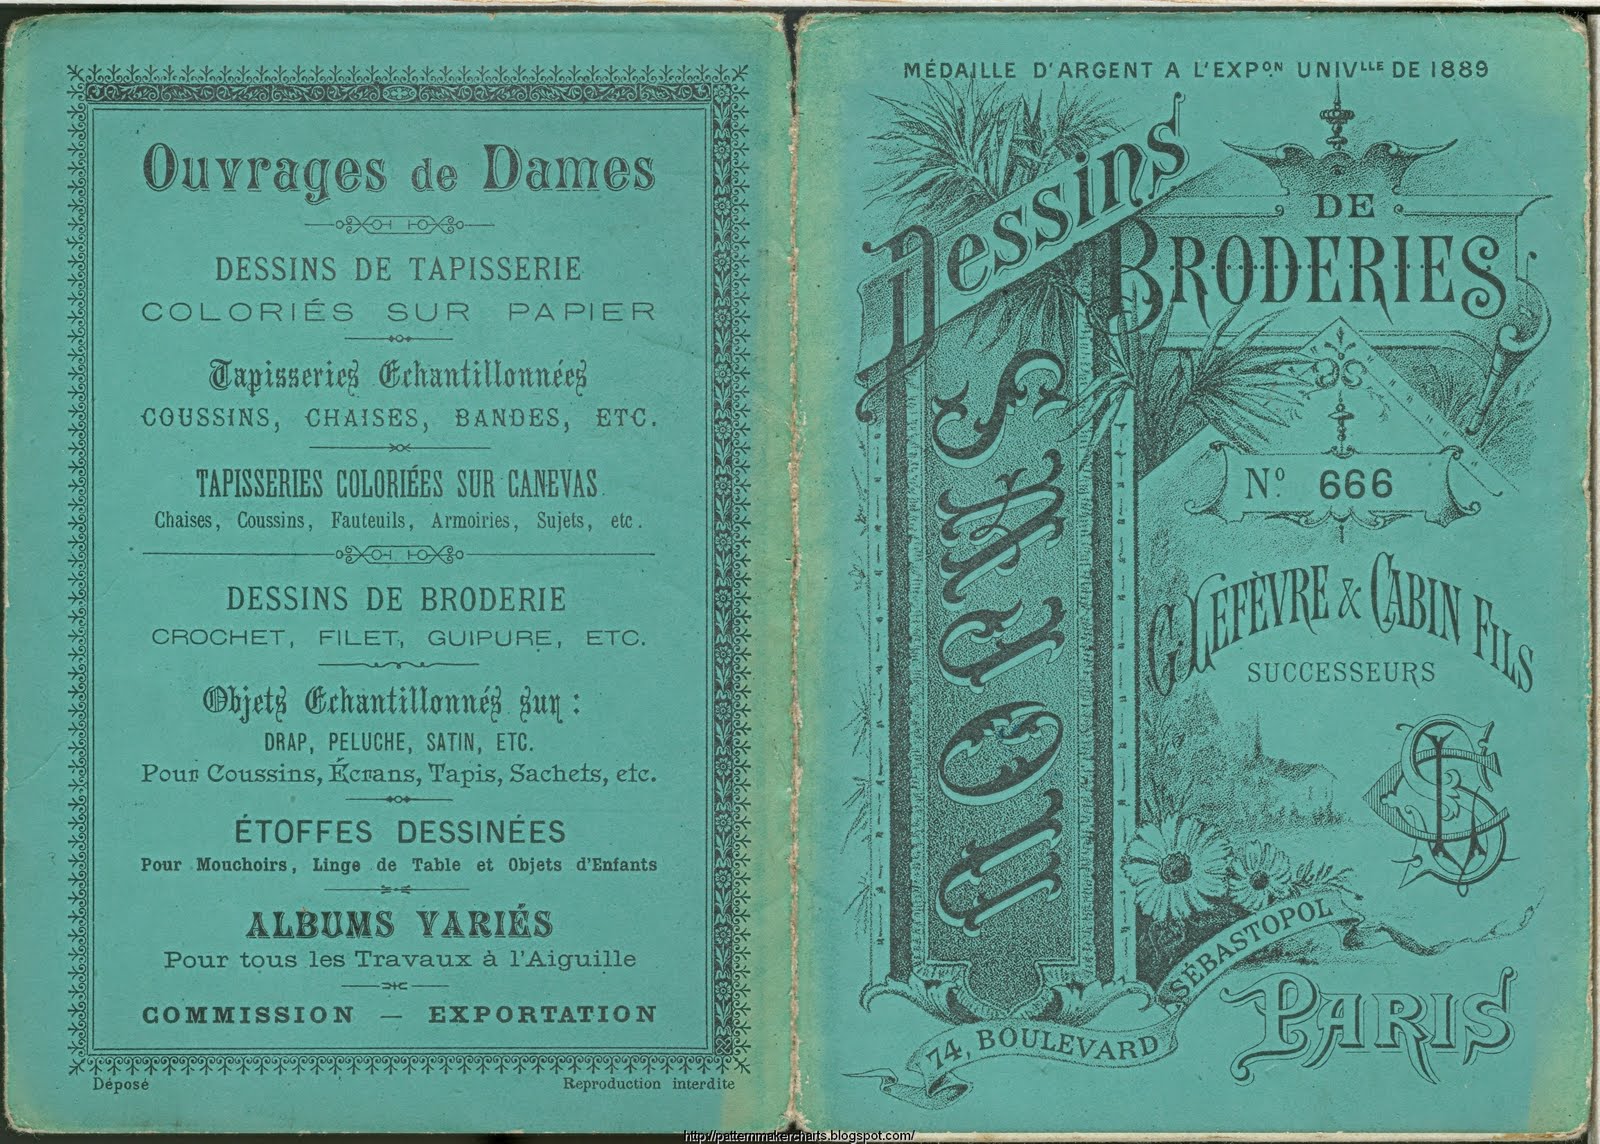 Ouvrages de Dames
DESSINS DE TAPISSERIE
COLORIÉS SUR PAPIER
Tapisseries Echantillonnées
COUSSINS, CHAISES, BANDES, ETC.
TAPISSERIES COLORIÉES SUR CANEVAS
Chaises, Coussins, Fauteuils, Armoiries, Sujets, etc.
DESSINS DE BRODERIE
CROCHET, FILET, GUIPURE, ETC.
Objets Echantillonnés sur :
DRAP, PELUCHE, SATIN, ETC.
Pour Coussins, Écrans, Tapis, Sachets, etc.
ÉTOFFES DESSINÉES
Pour Mouchoirs, Linge de Table et Objets d'Enfants
ALBUMS VARIÉS
Pour tous les Travaux à l'Aiguille
COMMISSION — EXPORTATION
Déposé
Reproduction interdite
MÉDAILLE D'ARGENT A L'EXPON UNIVLLE DE 1889
Dessins
DE
BRODERIES
Nº 666
G. LEFÈVRE & CABIN FILS
SUCCESSEURS
74, BOULEVARD SÉBASTOPOL
PARIS
http://patternmakercharts.blogspot.com/